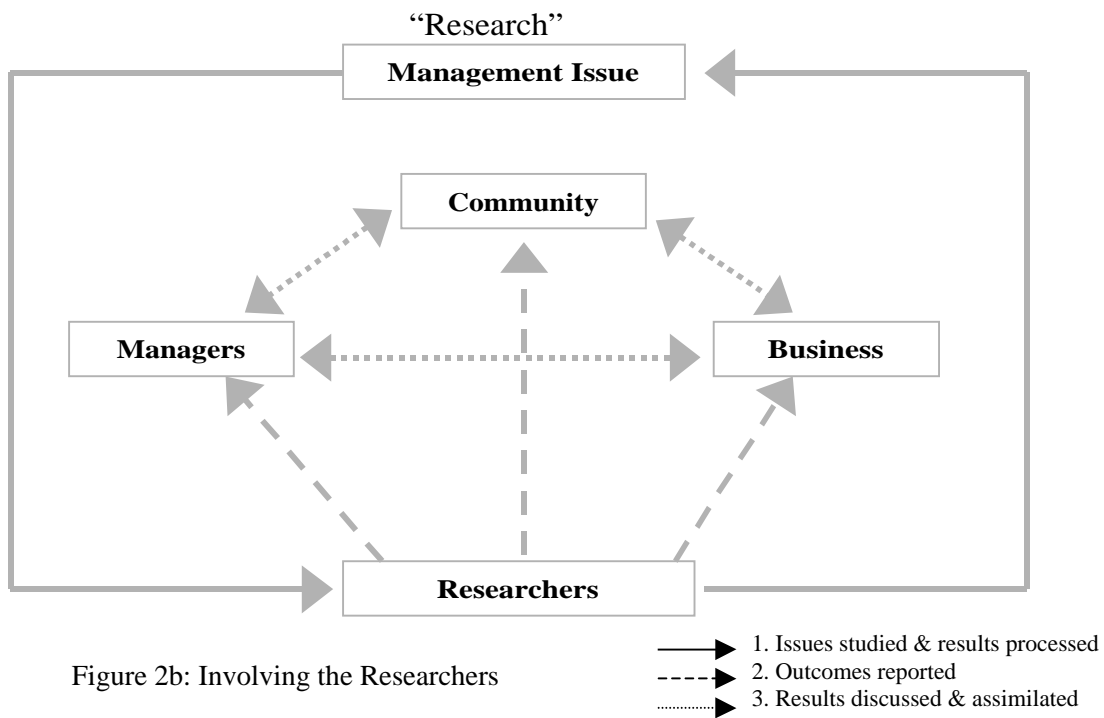 “Research”
Management Issue
Community
Managers
Business
Researchers
Figure 2b: Involving the Researchers
1. Issues studied & results processed
2. Outcomes reported
3. Results discussed & assimilated